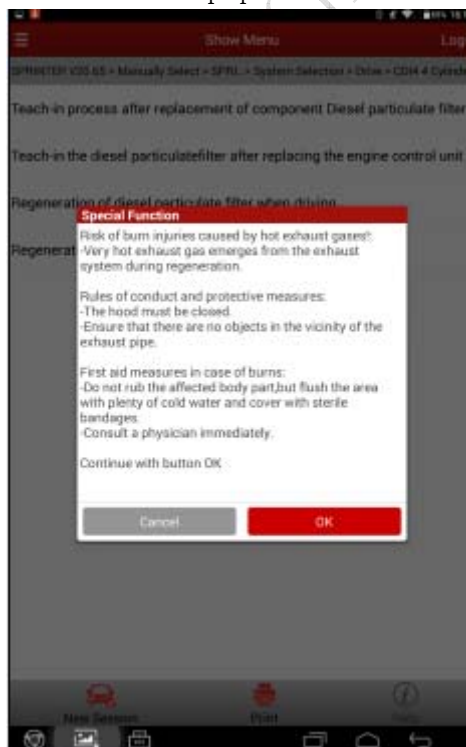 Show Menu
Log
SPRINTER V20.65 > Manually Select > SPRI.. > System Selection > Drive > CDI4 4 Cylinde
Teach-in process after replacement of component Diesel particulate filter
Teach-in the diesel particulatefilter after replacing the engine control unit
Regeneration of diesel particulate filter when driving
Regenerat
Special Function
Risk of burn injuries caused by hot exhaust gases!:
-Very hot exhaust gas emerges from the exhaust
system during regeneration.
Rules of conduct and protective measures:
-The hood must be closed.
-Ensure that there are no objects in the vicinity of the
exhaust pipe.
First aid measures in case of burns:
-Do not rub the affected body part,but flush the area
with plenty of cold water and cover with sterile
bandages.
-Consult a physician immediately.
Continue with button OK
Cancel
OK
New Session
Print
Help